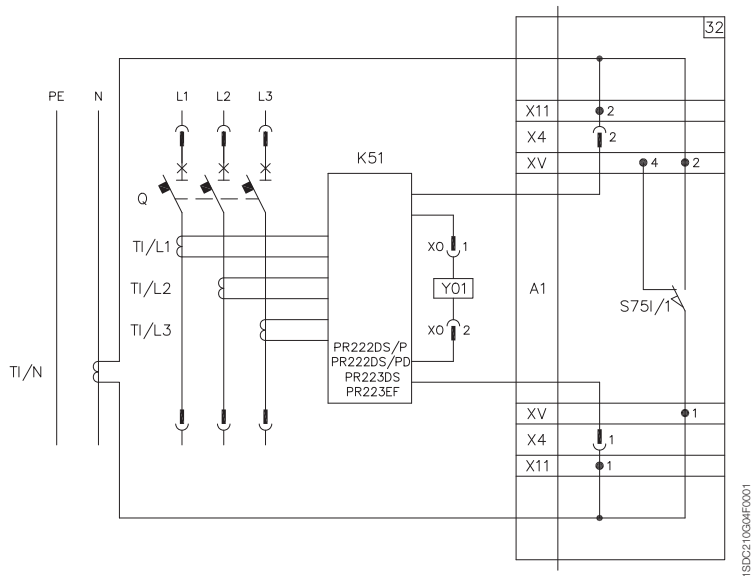 32
PE N L1 L2 L3
X11 2
X4 2
K51
XV 4 2
Q
TI/L1
X0 1
TI/L2
Y01
A1
S75I/1
TI/L3
X0 2
PR222DS/P
PR222DS/PD
TI/N
PR223DS
PR223EF
XV 1
X4 1
X11 1
1SDC210G04F0001